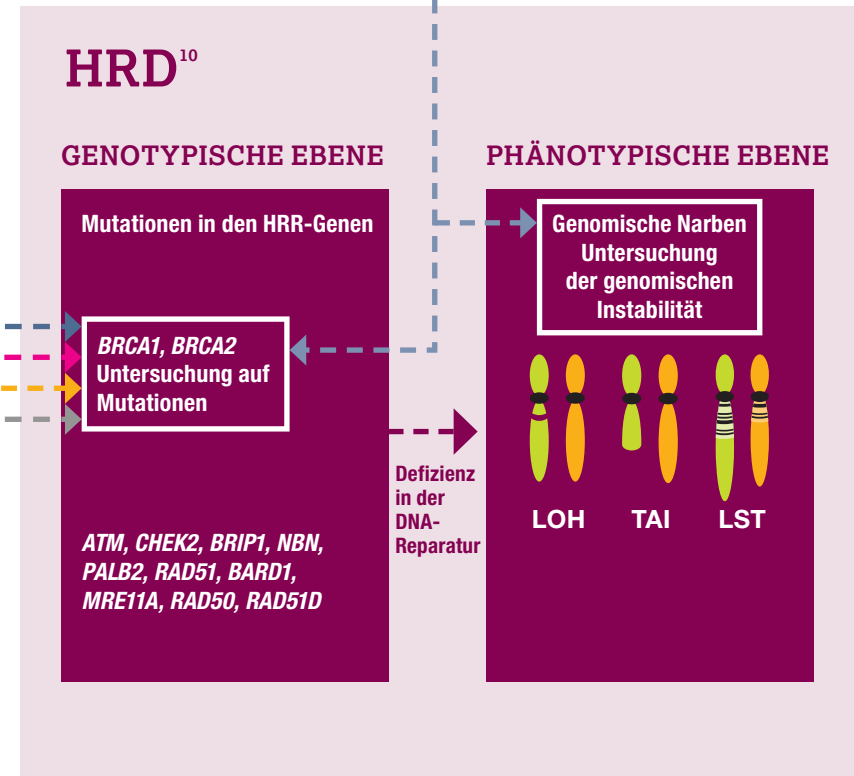 HRD¹⁰
GENOTYPISCHE EBENE
Mutationen in den HRR-Genen
BRCA1, BRCA2
Untersuchung auf
Mutationen
ATM, CHEK2, BRIP1, NBN,
PALB2, RAD51, BARD1,
MRE11A, RAD50, RAD51D
Defizienz
in der
DNA-
Reparatur
PHÄNOTYPISCHE EBENE
Genomische Narben
Untersuchung
der genomischen
Instabilität
LOH TAI LST